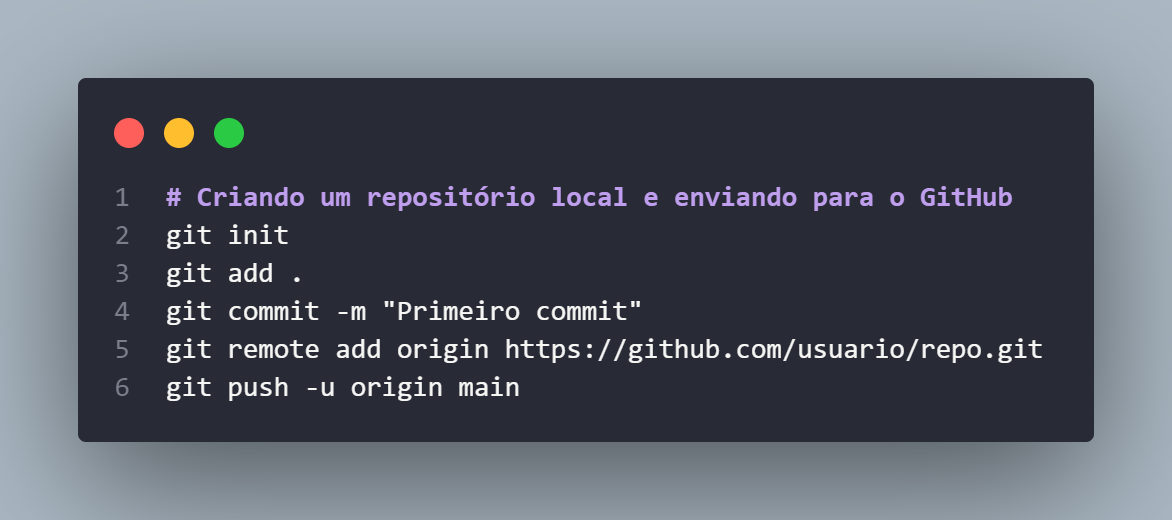 1 # Criando um repositório local e enviando para o GitHub
2 git init
3 git add .
4 git commit -m "Primeiro commit"
5 git remote add origin https://github.com/usuario/repo.git
6 git push -u origin main